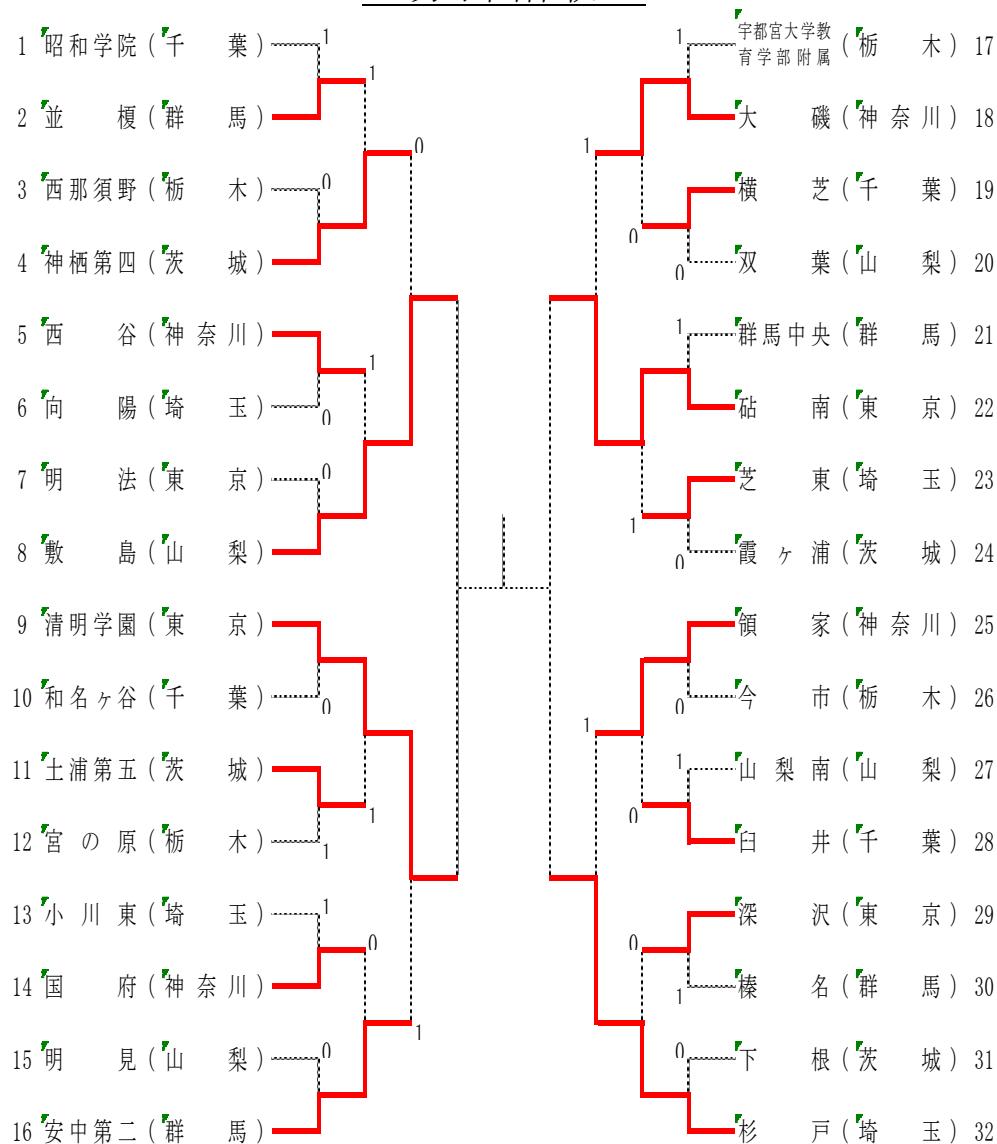 1 昭和学院(千 葉) 1
2 並 榎(群 馬) 1
3 西那須野(栃 木) 0
0
4 神栖第四(茨 城)
5 西 谷(神奈川)
1
6 向 陽(埼 玉) 0
7 明 法(東 京) 0
8 敷 島(山 梨)
9 清明学園(東 京)
10 和名ヶ谷(千 葉) 0
11 土浦第五(茨 城)
1
12 宮の原(栃 木) 1
13 小川東(埼 玉) 1
0
14 国 府(神奈川)
1
15 明 見(山 梨) 0
16 安中第二(群 馬)
1 宇都宮大学教育学部附属(栃 木) 17
大 磯(神奈川) 18
1
横 芝(千 葉) 19
0
0 双 葉(山 梨) 20
1 群馬中央(群 馬) 21
砧 南(東 京) 22
芝 東(埼 玉) 23
1
0 霞ヶ浦(茨 城) 24
領 家(神奈川) 25
0 今 市(栃 木) 26
1
1 山梨南(山 梨) 27
0
臼 井(千 葉) 28
深 沢(東 京) 29
0
1 榛 名(群 馬) 30
0 下 根(茨 城) 31
杉 戸(埼 玉) 32